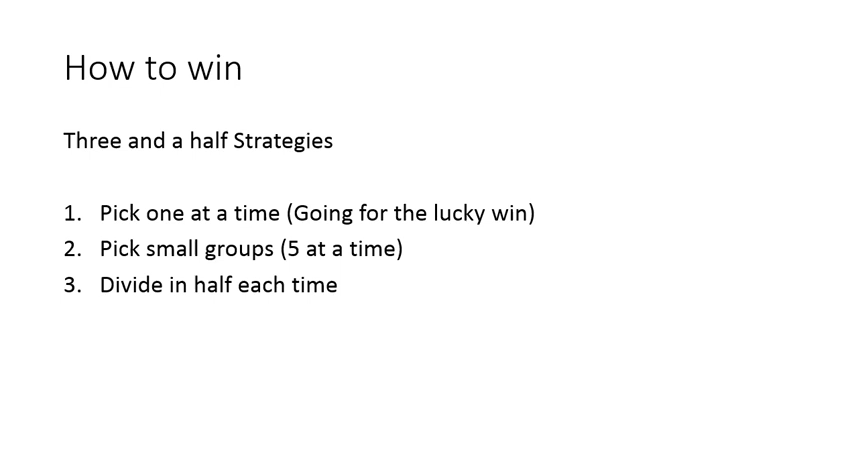 How to win
Three and a half Strategies
1. Pick one at a time (Going for the lucky win)
2. Pick small groups (5 at a time)
3. Divide in half each time